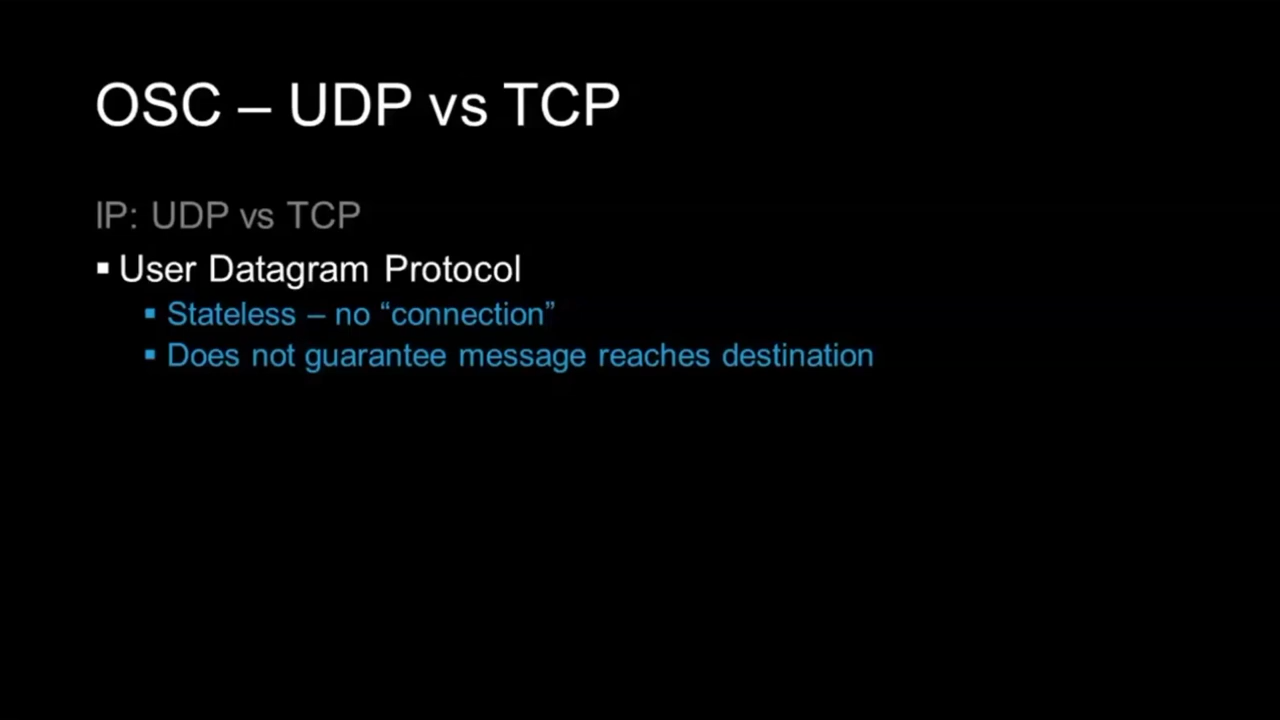 OSC – UDP vs TCP
IP: UDP vs TCP
▪ User Datagram Protocol
▪ Stateless – no “connection”
▪ Does not guarantee message reaches destination